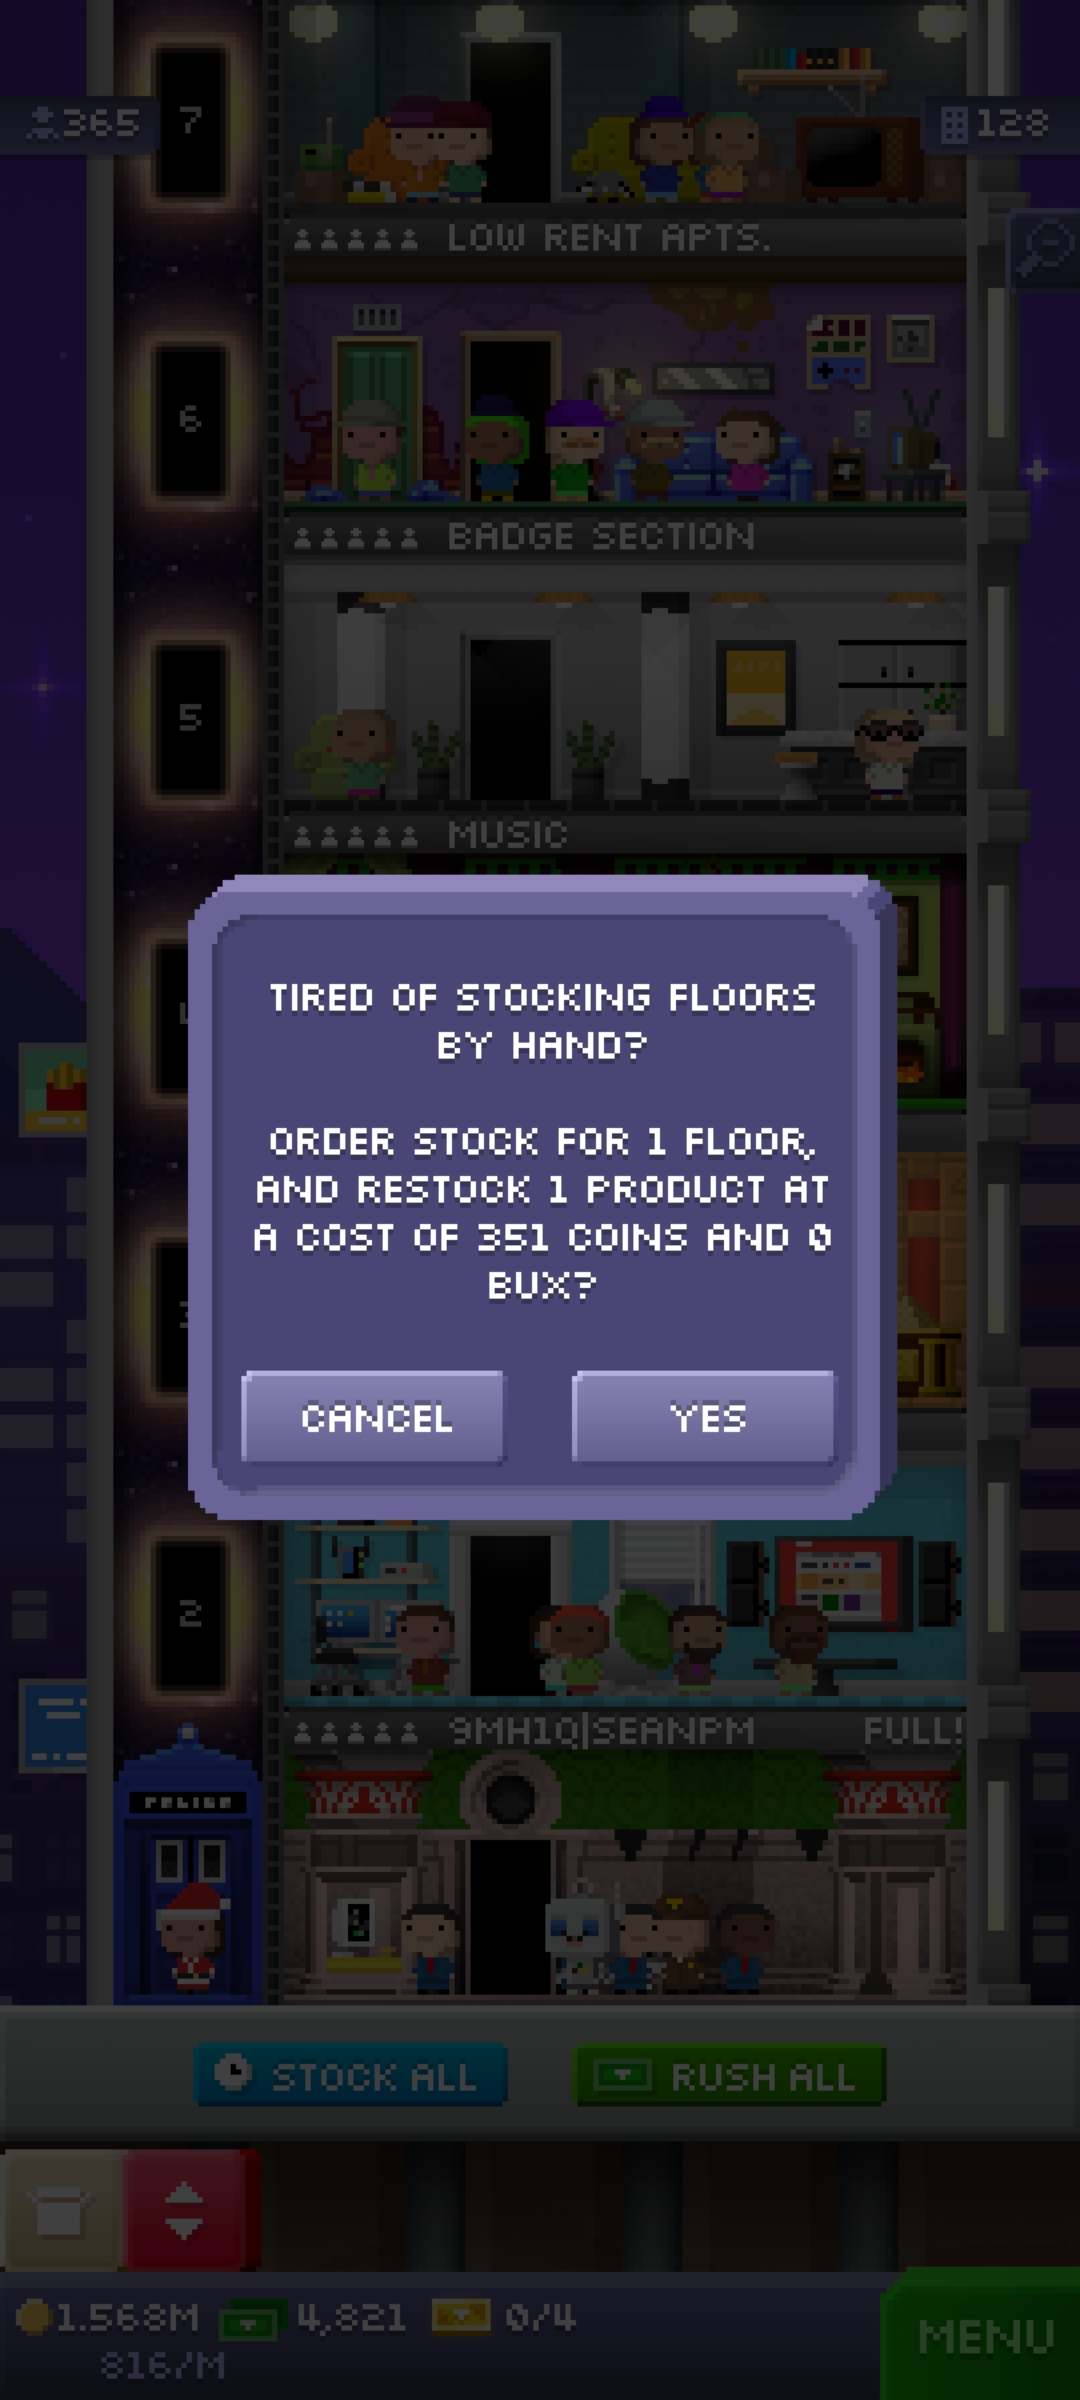 7
365
128
LOW RENT APTS.
6
BADGE SECTION
5
MUSIC
TIRED OF STOCKING FLOORS
BY HAND?
ORDER STOCK FOR 1 FLOOR,
AND RESTOCK 1 PRODUCT AT
A COST OF 351 COINS AND 0
BUX?
CANCEL
YES
2
9MH1Q|SEANPM
FULL!
POLICE
STOCK ALL
RUSH ALL
1.568M
4,821
0/4
816/M
MENU